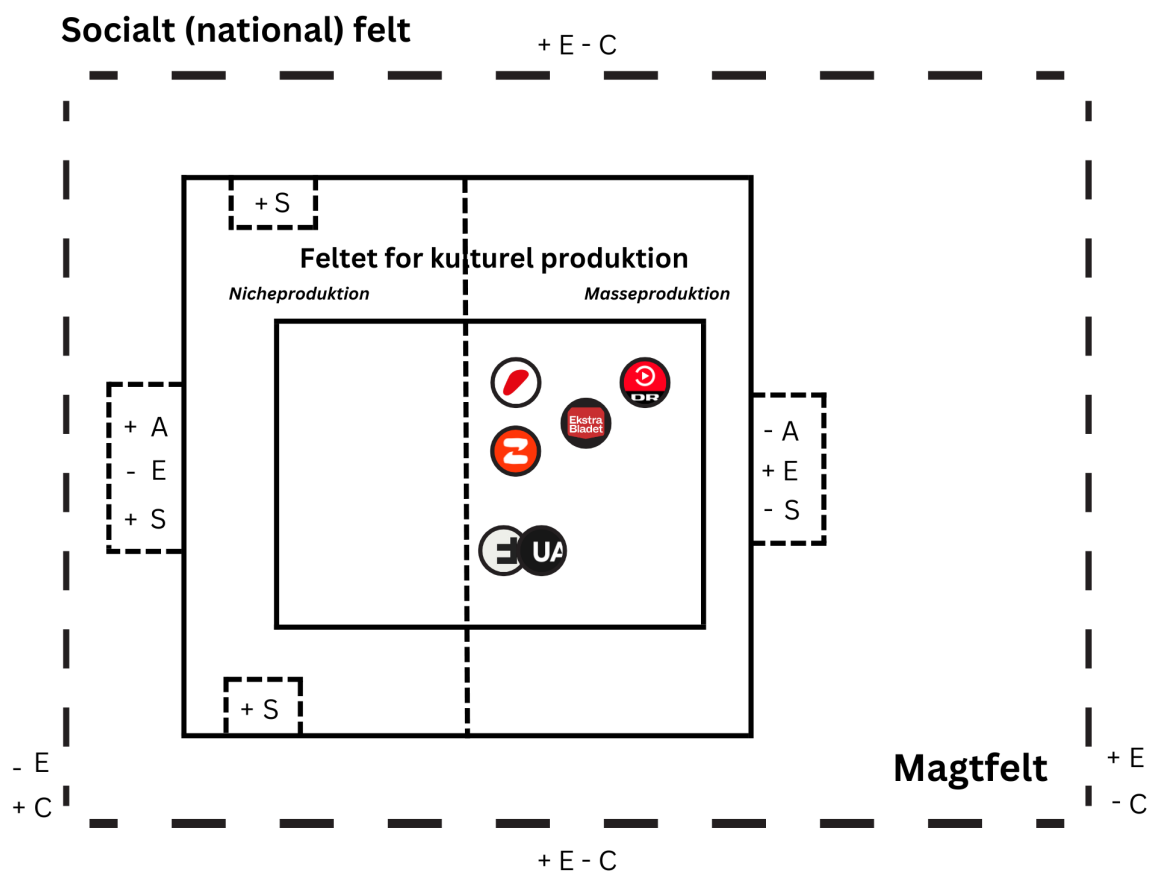 Socialt (national) felt
+ E - C
+ S
Feltet for kulturel produktion
Nicheproduktion
Masseproduktion
DR
Ekstra
Bladet
+ A
- E
+ S
- A
+ E
- S
UA
+ S
- E
+ C
Magtfelt
+ E
- C
+ E - C